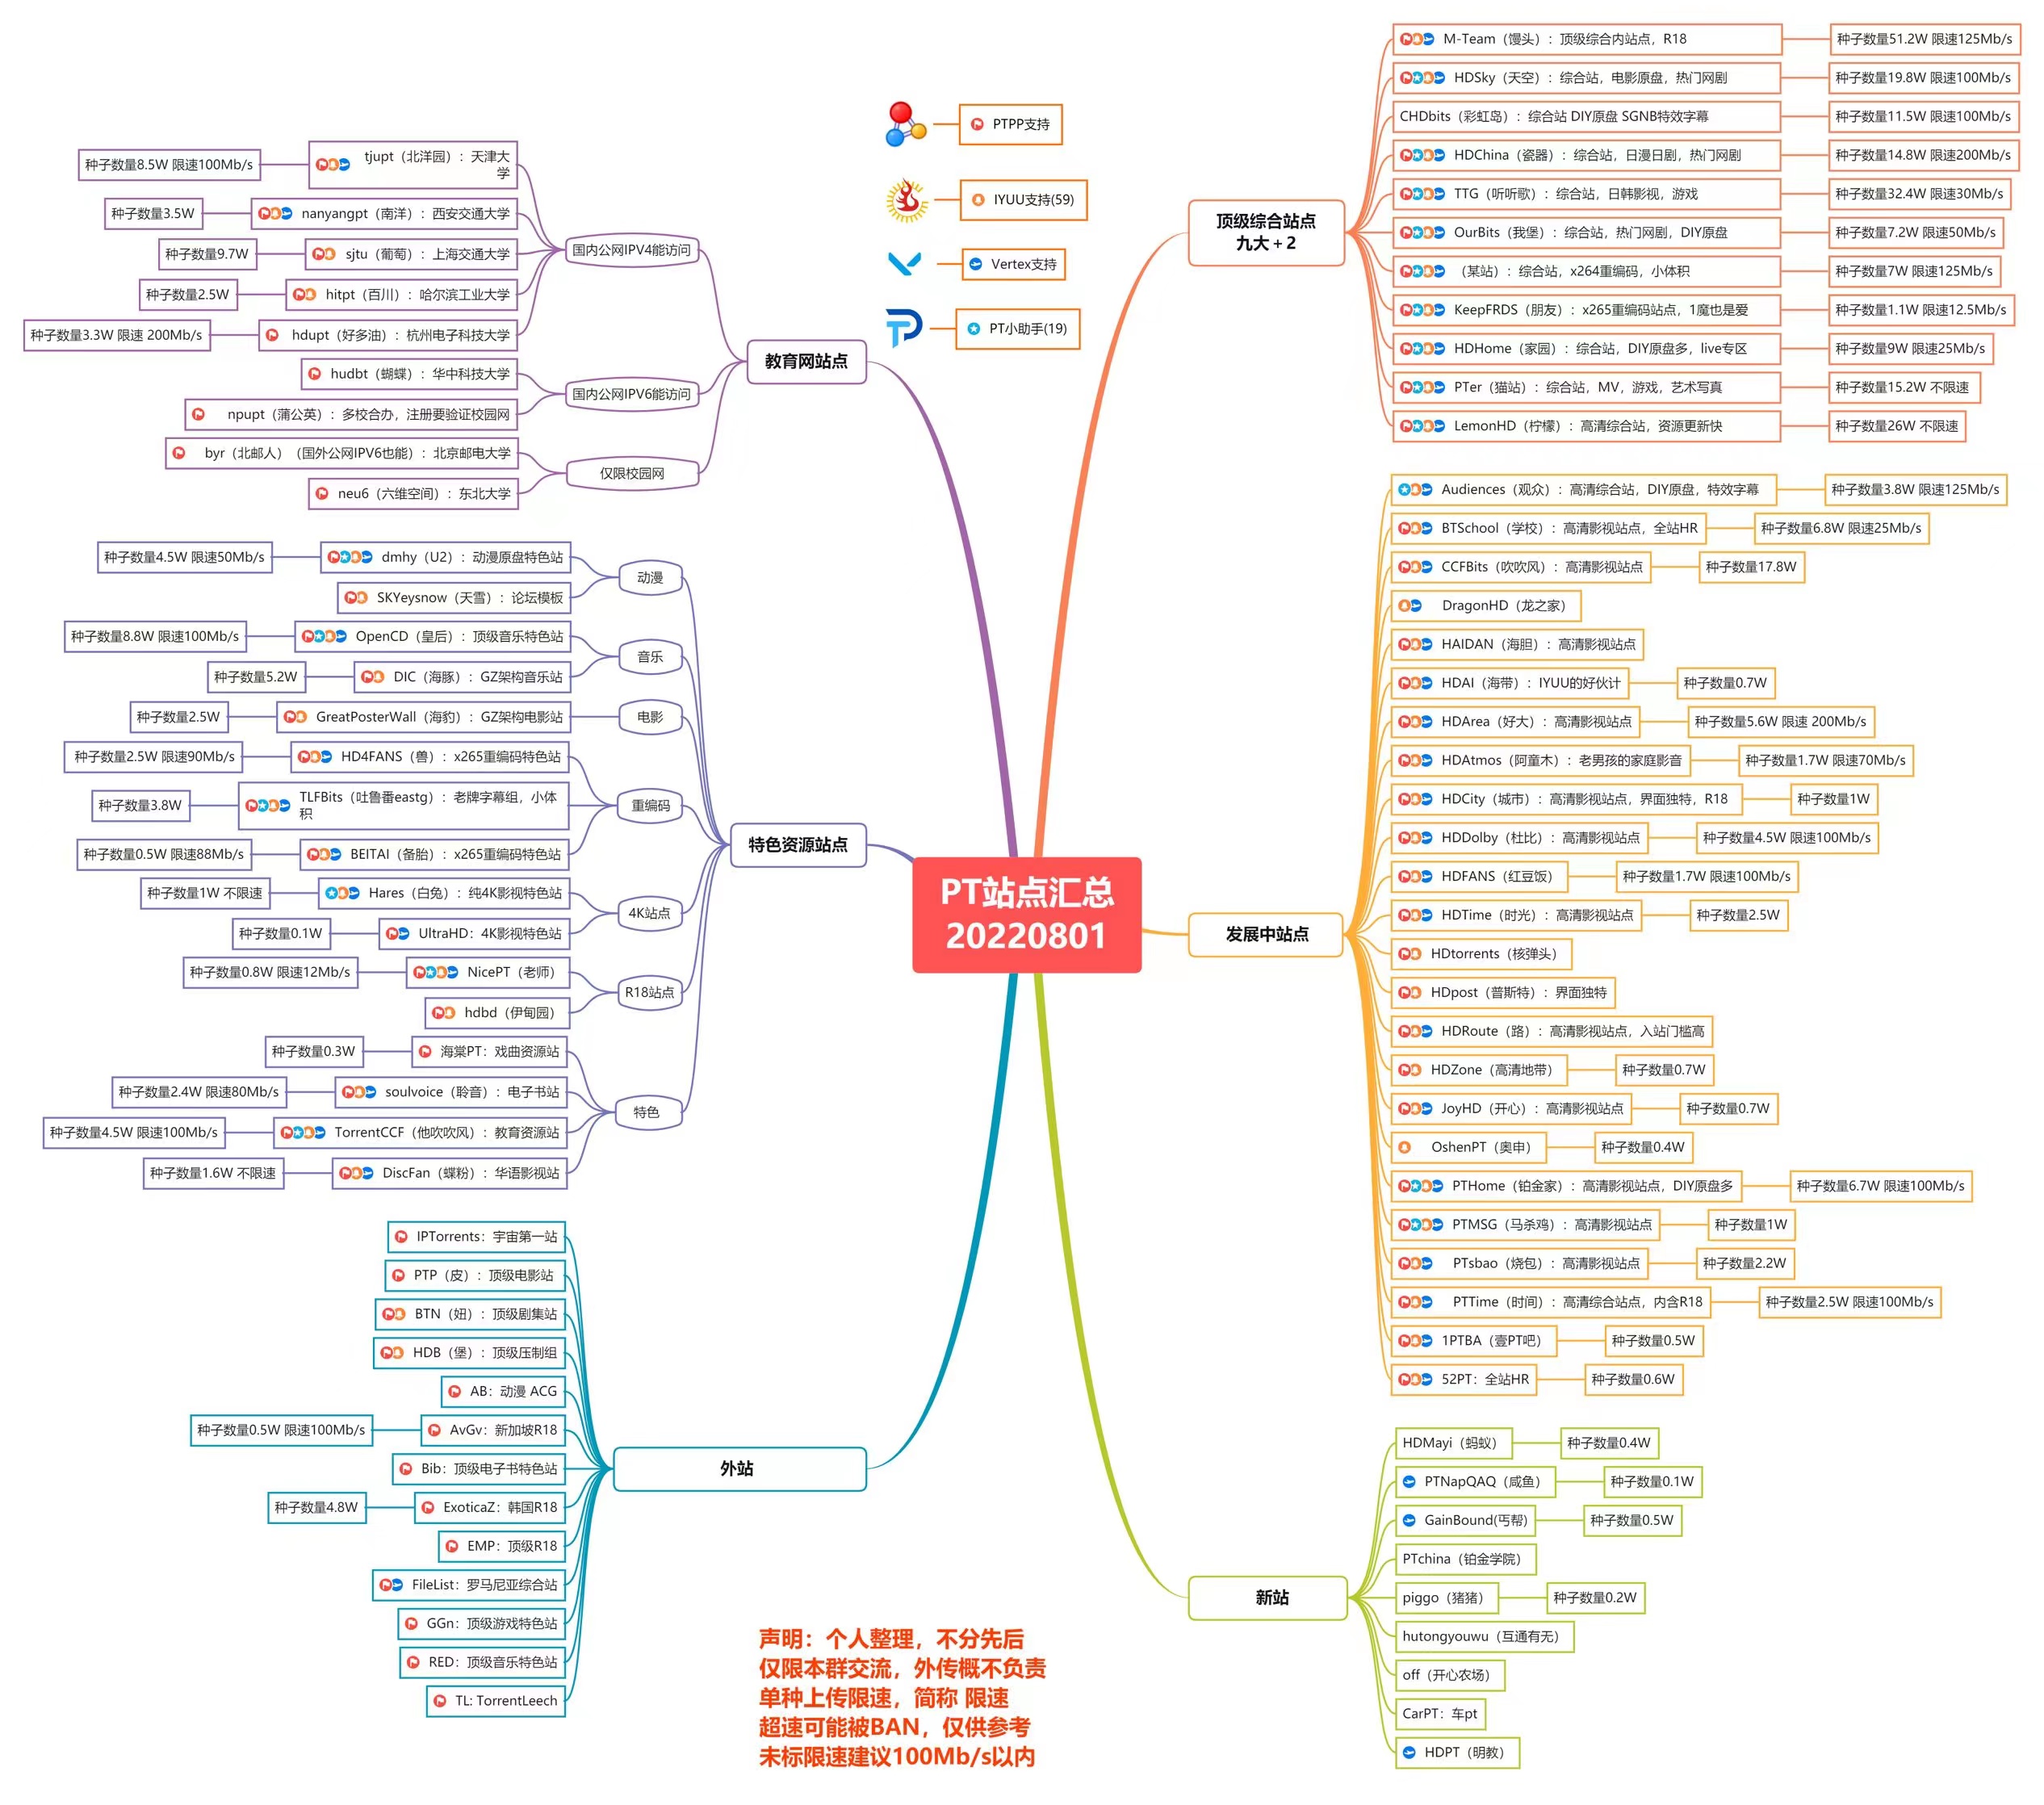 PT站点汇总
20220801
PTPP支持
IYUU支持(59)
Vertex支持
PT小助手(19)
顶级综合站点
九大+2
M-Team（馒头）：顶级综合内站点，R18
种子数量51.2W 限速125Mb/s
HDSky（天空）：综合站，电影原盘，热门网剧
种子数量19.8W 限速100Mb/s
CHDbits（彩虹岛）：综合站 DIY原盘 SGNB特效字幕
种子数量11.5W 限速100Mb/s
HDChina（瓷器）：综合站，日漫日剧，热门网剧
种子数量14.8W 限速200Mb/s
TTG（听听歌）：综合站，日韩影视，游戏
种子数量32.4W 限速30Mb/s
OurBits（我堡）：综合站，热门网剧，DIY原盘
种子数量7.2W 限速50Mb/s
（某站）：综合站，x264重编码，小体积
种子数量7W 限速125Mb/s
KeepFRDS（朋友）：x265重编码站点，1魔也是爱
种子数量1.1W 限速12.5Mb/s
HDHome（家园）：综合站，DIY原盘多，live专区
种子数量9W 限速25Mb/s
PTer（猫站）：综合站，MV，游戏，艺术写真
种子数量15.2W 不限速
LemonHD（柠檬）：高清综合站，资源更新快
种子数量26W 不限速
发展中站点
Audiences（观众）：高清综合站，DIY原盘，特效字幕
种子数量3.8W 限速125Mb/s
BTSchool（学校）：高清影视站点，全站HR
种子数量6.8W 限速25Mb/s
CCFBits（吹吹风）：高清影视站点
种子数量17.8W
DragonHD（龙之家）
HAIDAN（海胆）：高清影视站点
HDAI（海带）：IYUU的好伙计
种子数量0.7W
HDArea（好大）：高清影视站点
种子数量5.6W 限速 200Mb/s
HDAtmos（阿童木）：老男孩的家庭影音
种子数量1.7W 限速70Mb/s
HDCity（城市）：高清影视站点，界面独特，R18
种子数量1W
HDDolby（杜比）：高清影视站点
种子数量4.5W 限速100Mb/s
HDFANS（红豆饭）
种子数量1.7W 限速100Mb/s
HDTime（时光）：高清影视站点
种子数量2.5W
HDtorrents（核弹头）
HDpost（普斯特）：界面独特
HDRoute（路）：高清影视站点，入站门槛高
HDZone（高清地带）
种子数量0.7W
JoyHD（开心）：高清影视站点
种子数量0.7W
OshenPT（奥申）
种子数量0.4W
PTHome（铂金家）：高清影视站点，DIY原盘多
种子数量6.7W 限速100Mb/s
PTMSG（马杀鸡）：高清影视站点
种子数量1W
PTsbao（烧包）：高清影视站点
种子数量2.2W
PTTime（时间）：高清综合站点，内含R18
种子数量2.5W 限速100Mb/s
1PTBA（壹PT吧）
种子数量0.5W
52PT：全站HR
种子数量0.6W
新站
HDMayi（蚂蚁）
种子数量0.4W
PTNapQAQ（咸鱼）
种子数量0.1W
GainBound(丐帮)
种子数量0.5W
PTchina（铂金学院）
piggo（猪猪）
种子数量0.2W
hutongyouwu（互通有无）
off（开心农场）
CarPT：车pt
HDPT（明教）
教育网站点
国内公网IPV4能访问
tjupt（北洋园）：天津大
学
种子数量8.5W 限速100Mb/s
nanyangpt（南洋）：西安交通大学
种子数量3.5W
sjtu（葡萄）：上海交通大学
种子数量9.7W
hitpt（百川）：哈尔滨工业大学
种子数量2.5W
hdupt（好多油）：杭州电子科技大学
种子数量3.3W 限速 200Mb/s
国内公网IPV6能访问
hudbt（蝴蝶）：华中科技大学
npupt（蒲公英）：多校合办，注册要验证校园网
仅限校园网
byr（北邮人）（国外公网IPV6也能）：北京邮电大学
neu6（六维空间）：东北大学
特色资源站点
动漫
dmhy（U2）：动漫原盘特色站
种子数量4.5W 限速50Mb/s
SKYeysnow（天雪）：论坛模板
音乐
OpenCD（皇后）：顶级音乐特色站
种子数量8.8W 限速100Mb/s
DIC（海豚）：GZ架构音乐站
种子数量5.2W
电影
GreatPosterWall（海豹）：GZ架构电影站
种子数量2.5W
重编码
HD4FANS（兽）：x265重编码特色站
种子数量2.5W 限速90Mb/s
TLFBits（吐鲁番eastg）：老牌字幕组，小体
积
种子数量3.8W
BEITAI（备胎）：x265重编码特色站
种子数量0.5W 限速88Mb/s
4K站点
Hares（白兔）：纯4K影视特色站
种子数量1W 不限速
UltraHD：4K影视特色站
种子数量0.1W
R18站点
NicePT（老师）
种子数量0.8W 限速12Mb/s
hdbd（伊甸园）
特色
海棠PT：戏曲资源站
种子数量0.3W
soulvoice（聆音）：电子书站
种子数量2.4W 限速80Mb/s
TorrentCCF（他吹吹风）：教育资源站
种子数量4.5W 限速100Mb/s
DiscFan（蝶粉）：华语影视站
种子数量1.6W 不限速
外站
IPTorrents：宇宙第一站
PTP（皮）：顶级电影站
BTN（妞）：顶级剧集站
HDB（堡）：顶级压制组
AB：动漫 ACG
AvGv：新加坡R18
种子数量0.5W 限速100Mb/s
Bib：顶级电子书特色站
ExoticaZ：韩国R18
种子数量4.8W
EMP：顶级R18
FileList：罗马尼亚综合站
GGn：顶级游戏特色站
RED：顶级音乐特色站
TL: TorrentLeech
声明：个人整理，不分先后
仅限本群交流，外传概不负责
单种上传限速，简称 限速
超速可能被BAN，仅供参考
未标限速建议100Mb/s以内